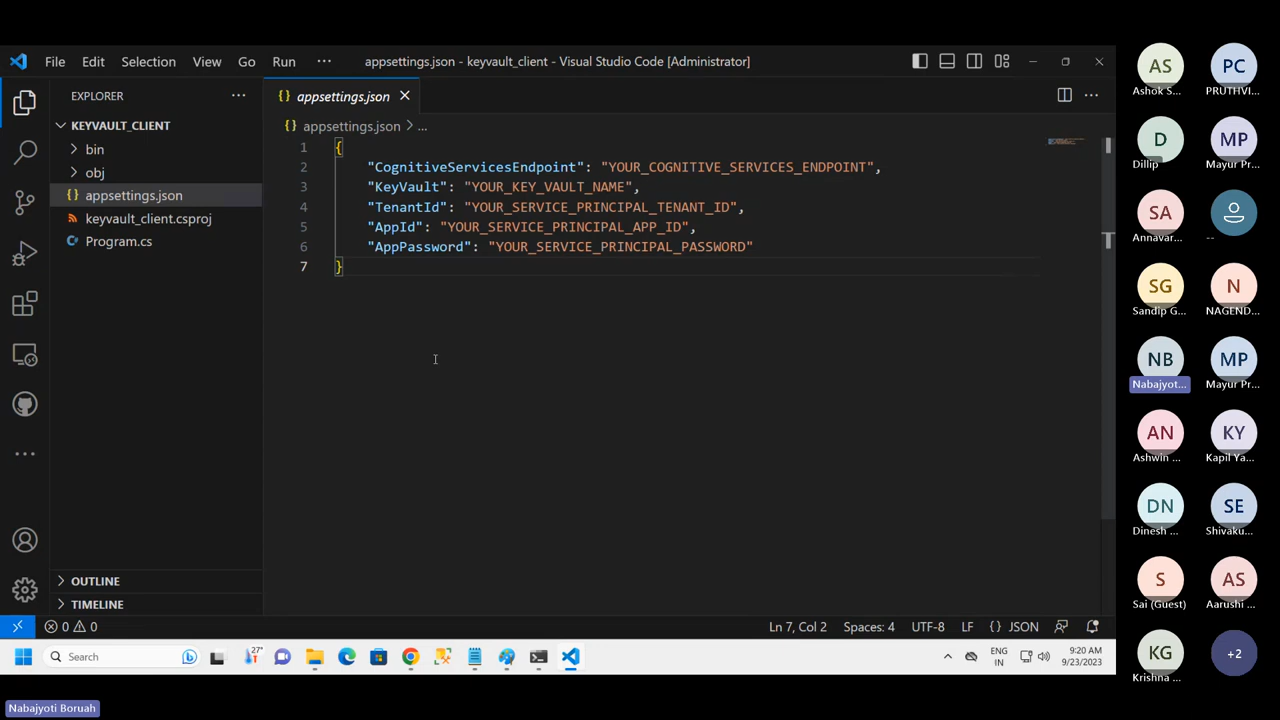 File Edit Selection View Go Run ··· appsettings.json - keyvault_client - Visual Studio Code [Administrator]
EXPLORER ···
KEYVAULT_CLIENT
bin
obj
{} appsettings.json
keyvault_client.csproj
C# Program.cs
OUTLINE
TIMELINE
{} appsettings.json
{} appsettings.json > ...
1 {
2 "CognitiveServicesEndpoint": "YOUR_COGNITIVE_SERVICES_ENDPOINT",
3 "KeyVault": "YOUR_KEY_VAULT_NAME",
4 "TenantId": "YOUR_SERVICE_PRINCIPAL_TENANT_ID",
5 "AppId": "YOUR_SERVICE_PRINCIPAL_APP_ID",
6 "AppPassword": "YOUR_SERVICE_PRINCIPAL_PASSWORD"
7 }
0 0 Ln 7, Col 2 Spaces: 4 UTF-8 LF {} JSON
Search 27° ENG 9:20 AM
IN 9/23/2023
AS PC
Ashok S... PRUTHVI...
D MP
Dillip Mayur Pr...
SA
Annavar... --
SG N
Sandip G... NAGEND...
NB MP
Nabajyot... Mayur Pr...
AN KY
Ashwin ... Kapil Ya...
DN SE
Dinesh ... Shivaku...
S AS
Sai (Guest) Aarushi ...
KG +2
Krishna ...
Nabajyoti Boruah